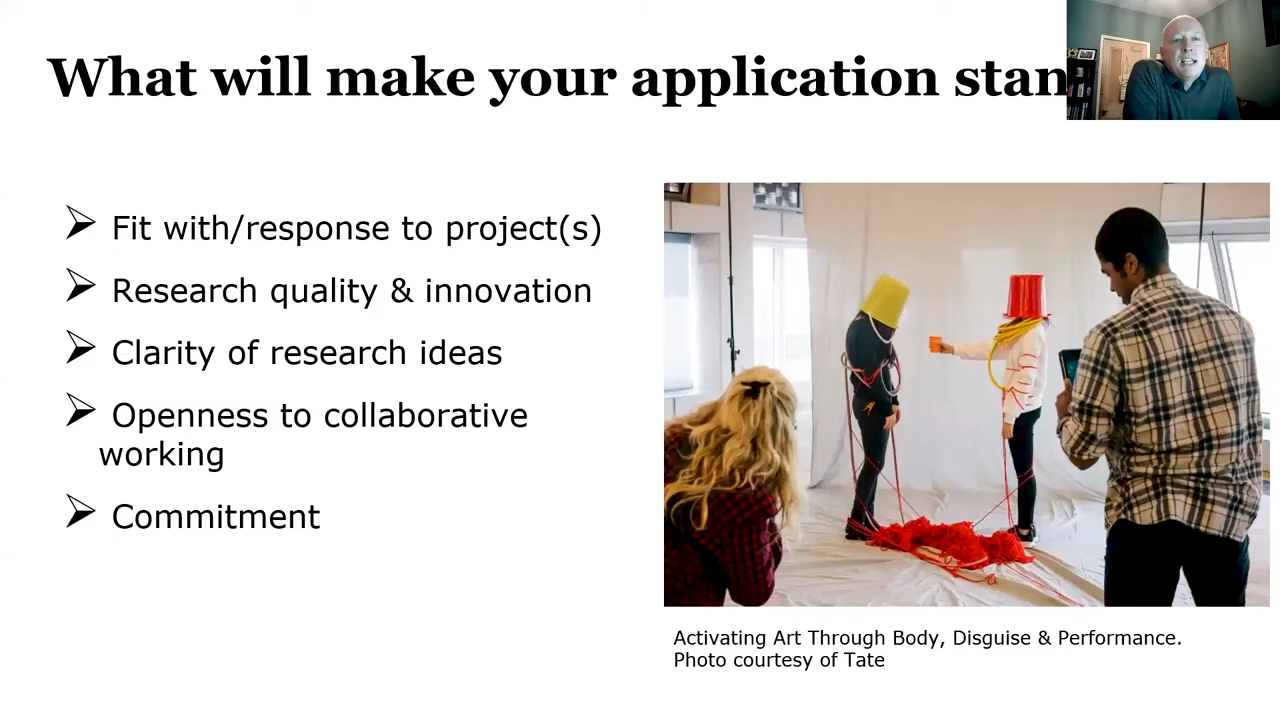 What will make your application stan
Fit with/response to project(s)
Research quality & innovation
Clarity of research ideas
Openness to collaborative
working
Commitment
Activating Art Through Body, Disguise & Performance.
Photo courtesy of Tate